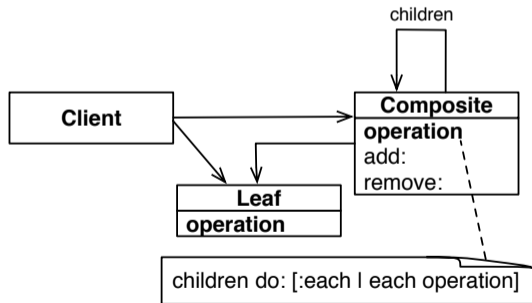 children
Client
Composite
operation
add:
remove:
Leaf
operation
children do: [:each | each operation]